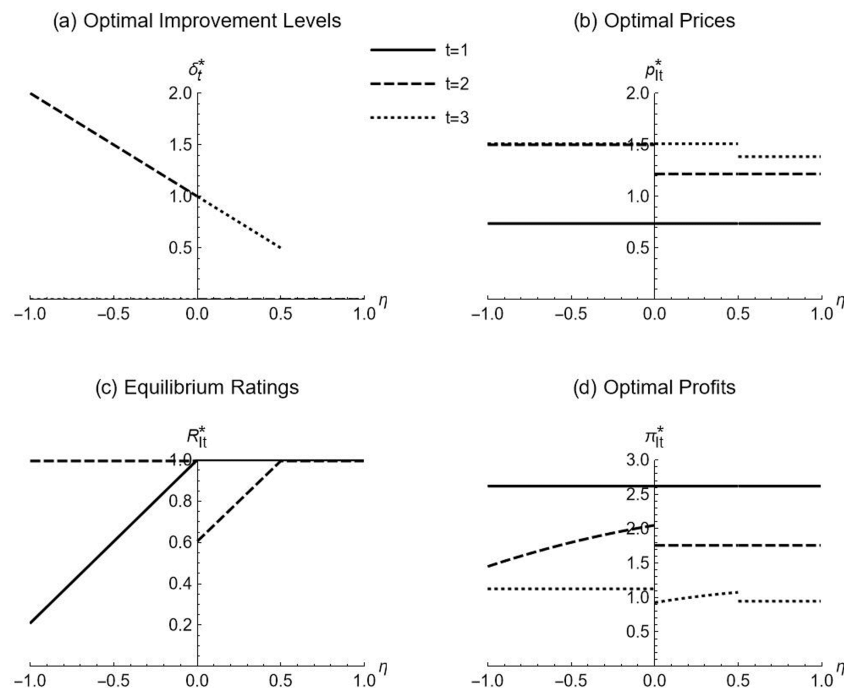 (a) Optimal Improvement Levels
(b) Optimal Prices
t=1
t=2
t=3
δ*t
2.0
1.5
1.0
0.5
−1.0 −0.5 0.0 0.5 1.0 η
p*It
2.0
1.5
1.0
0.5
−1.0 −0.5 0.0 0.5 1.0 η
(c) Equilibrium Ratings
(d) Optimal Profits
R*It
1.0
0.8
0.6
0.4
0.2
−1.0 −0.5 0.0 0.5 1.0 η
π*It
3.0
2.5
2.0
1.5
1.0
0.5
−1.0 −0.5 0.0 0.5 1.0 η